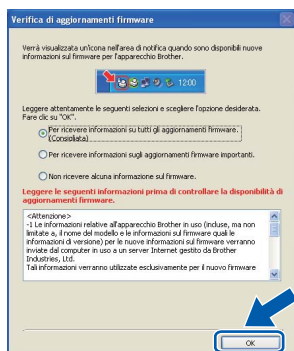 Verifica di aggiornamenti firmware
Verrà visualizzata un'icona nell'area di notifica quando sono disponibili nuove
informazioni sul firmware per l'apparecchio Brother.
12:00
Leggere attentamente le seguenti selezioni e scegliere l'opzione desiderata.
Fare clic su "OK".
Per ricevere informazioni su tutti gli aggiornamenti firmware.
(Consigliata)
Per ricevere informazioni sugli aggiornamenti firmware importanti.
Non ricevere alcuna informazione sul firmware.
Leggere le seguenti informazioni prima di controllare la disponibilità di
aggiornamenti firmware.
<Attenzione>
-1 Le informazioni relative all'apparecchio Brother in uso (incluse, ma non
limitate a, il nome del modello e le informazioni sul firmware quali le
informazioni di versione) per le nuove informazioni sul firmware verranno
inviate dal computer in uso a un server Internet gestito da Brother
Industries, Ltd.
Tali informazioni verranno utilizzate esclusivamente per il nuovo firmware
OK